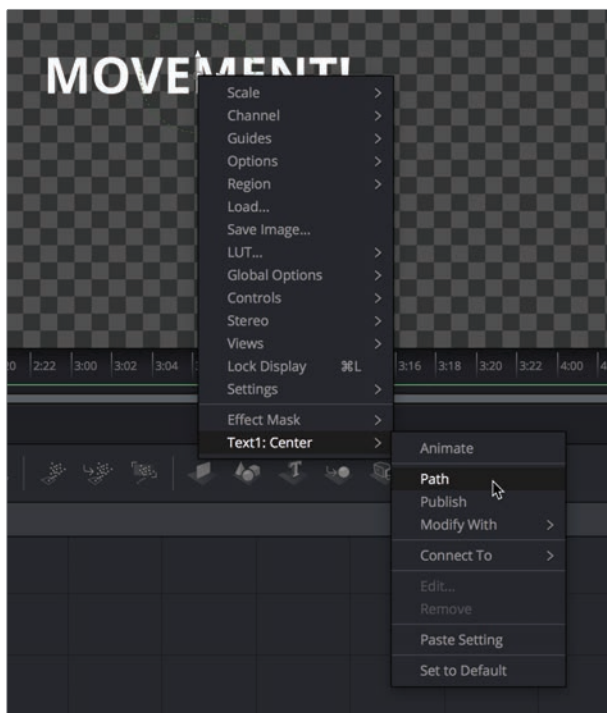 MOVEMENT!
Scale >
Channel >
Guides >
Options >
Region >
Load...
Save Image...
LUT... >
Global Options >
Controls >
Stereo >
Views >
Lock Display ⌘L
Settings >
2:22 3:00 3:02 3:04 3:16 3:18 3:20 3:22 4:00
Effect Mask >
Text1: Center >
Animate
Path
Publish
Modify With >
Connect To >
Edit...
Remove
Paste Setting
Set to Default